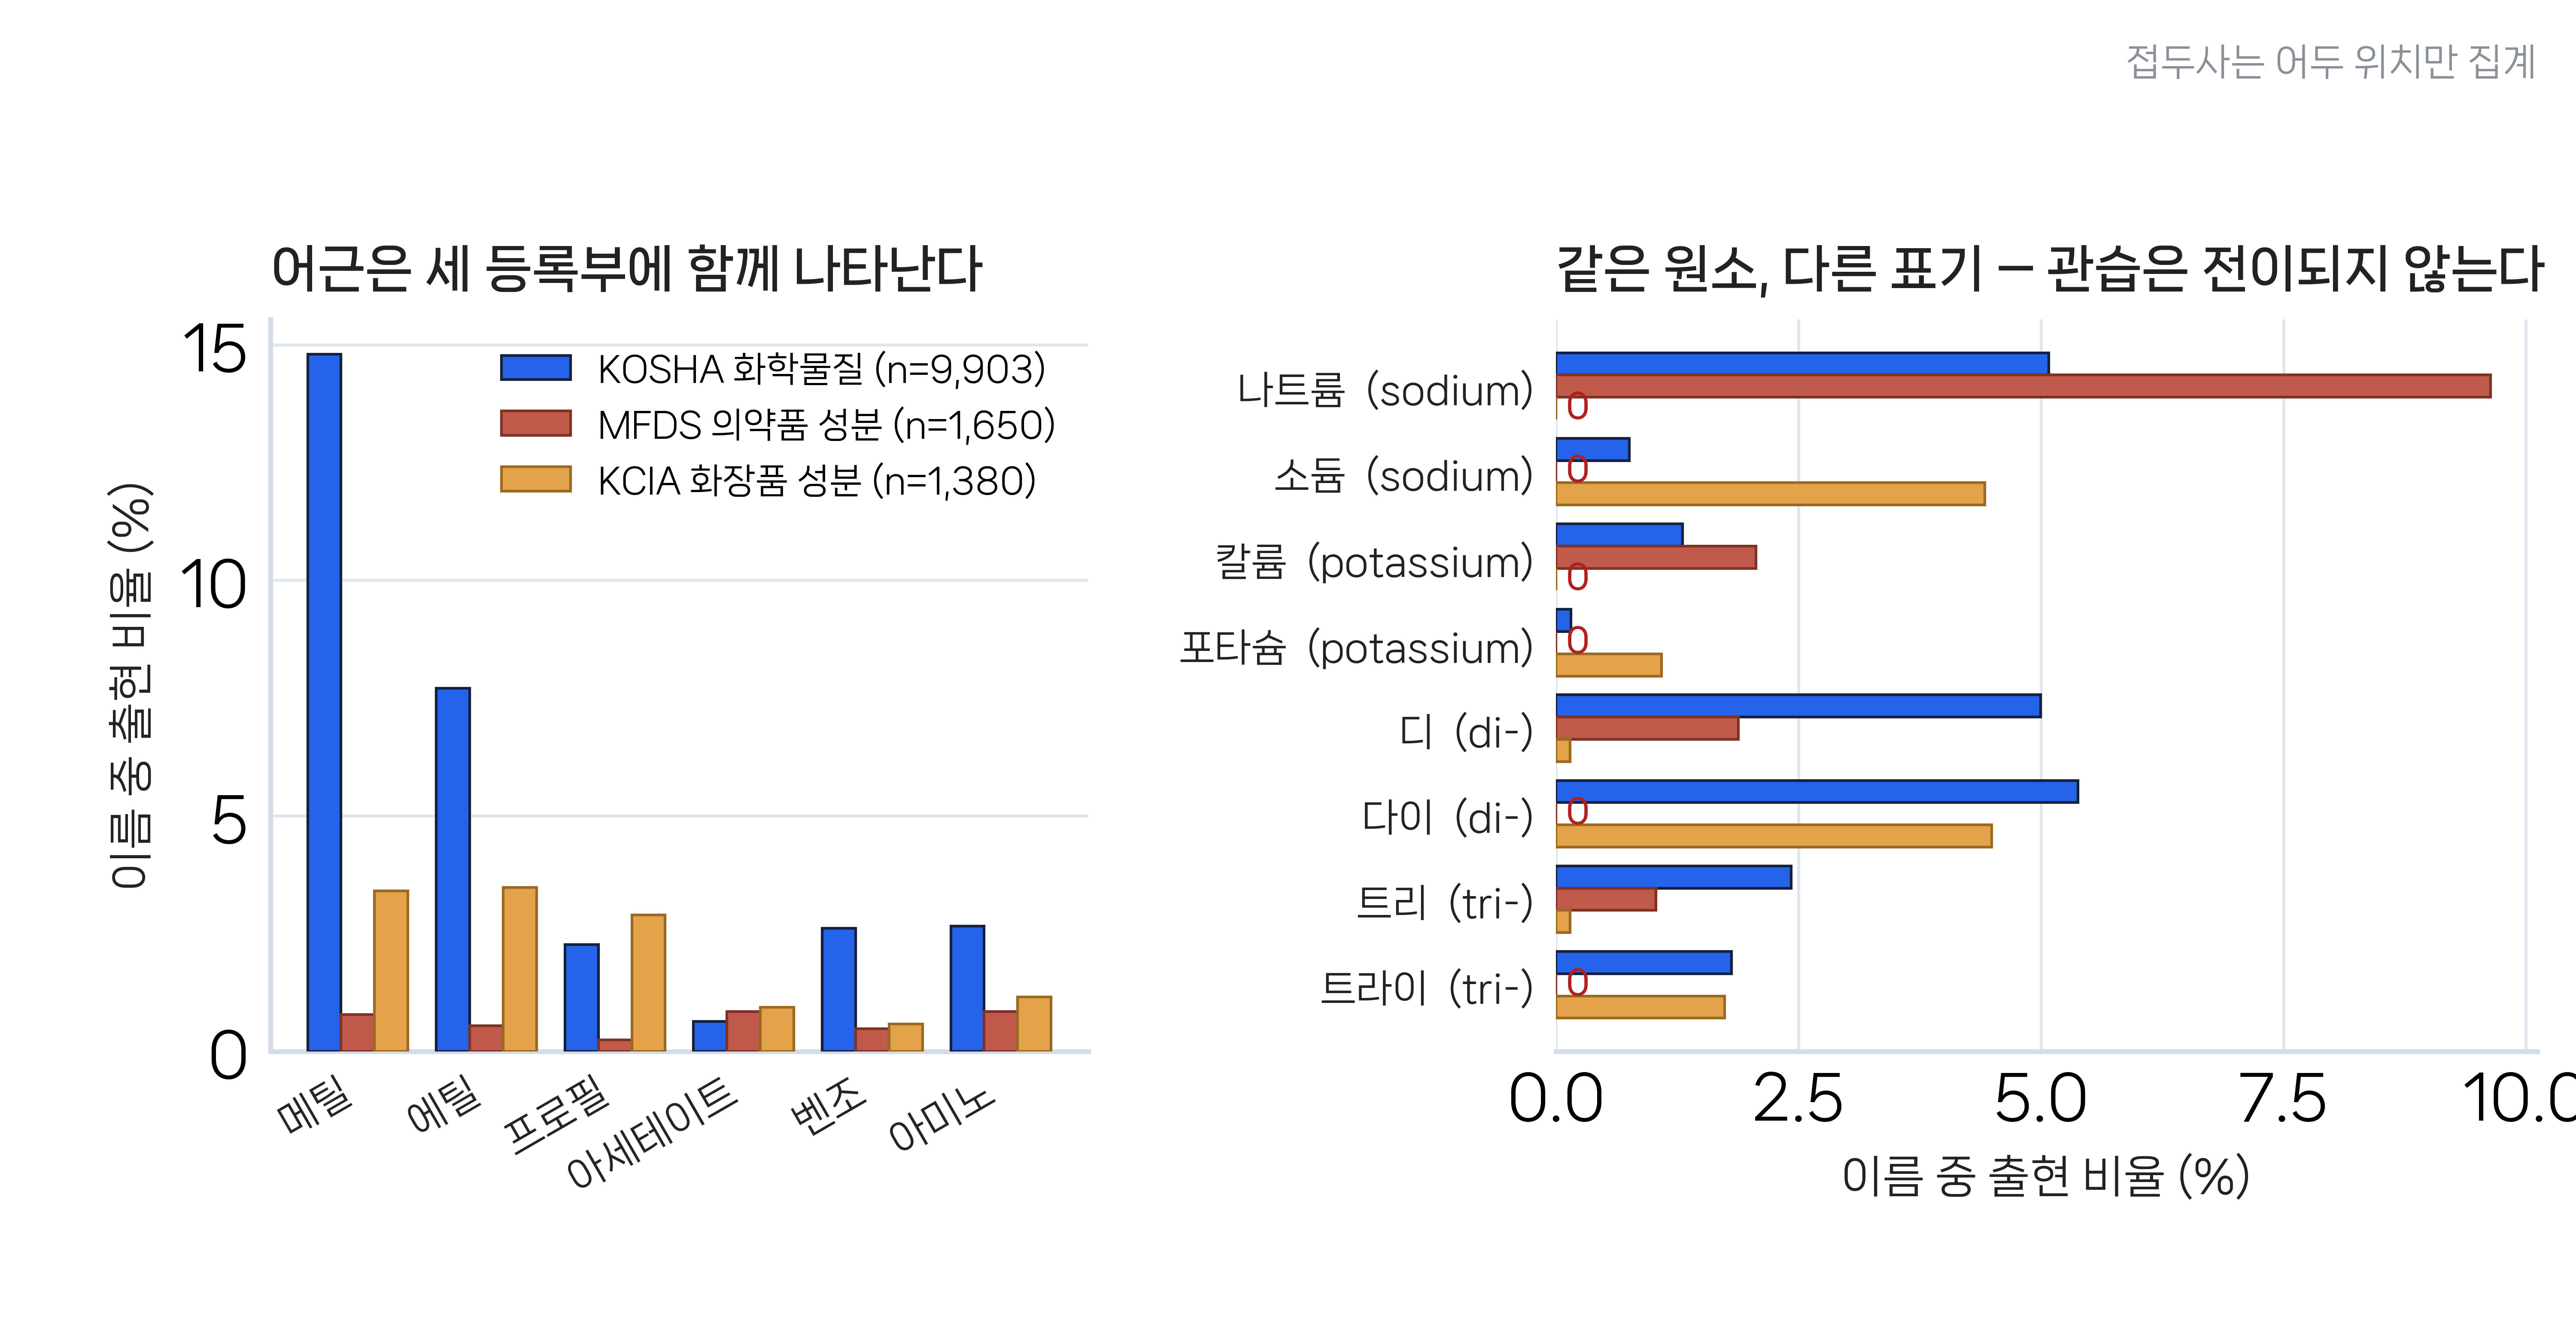 접두사는 어두 위치만 집계
어근은 세 등록부에 함께 나타난다
이름 중 출현 비율 (%)
15
10
5
0
KOSHA 화학물질 (n=9,903)
MFDS 의약품 성분 (n=1,650)
KCIA 화장품 성분 (n=1,380)
메틸
에틸
프로필
아세테이트
벤조
아미노
같은 원소, 다른 표기 — 관습은 전이되지 않는다
나트륨 (sodium)
0
소듐 (sodium)
0
칼륨 (potassium)
0
포타슘 (potassium)
0
디 (di-)
다이 (di-)
0
트리 (tri-)
트라이 (tri-)
0
0.0
2.5
5.0
7.5
10.0
이름 중 출현 비율 (%)